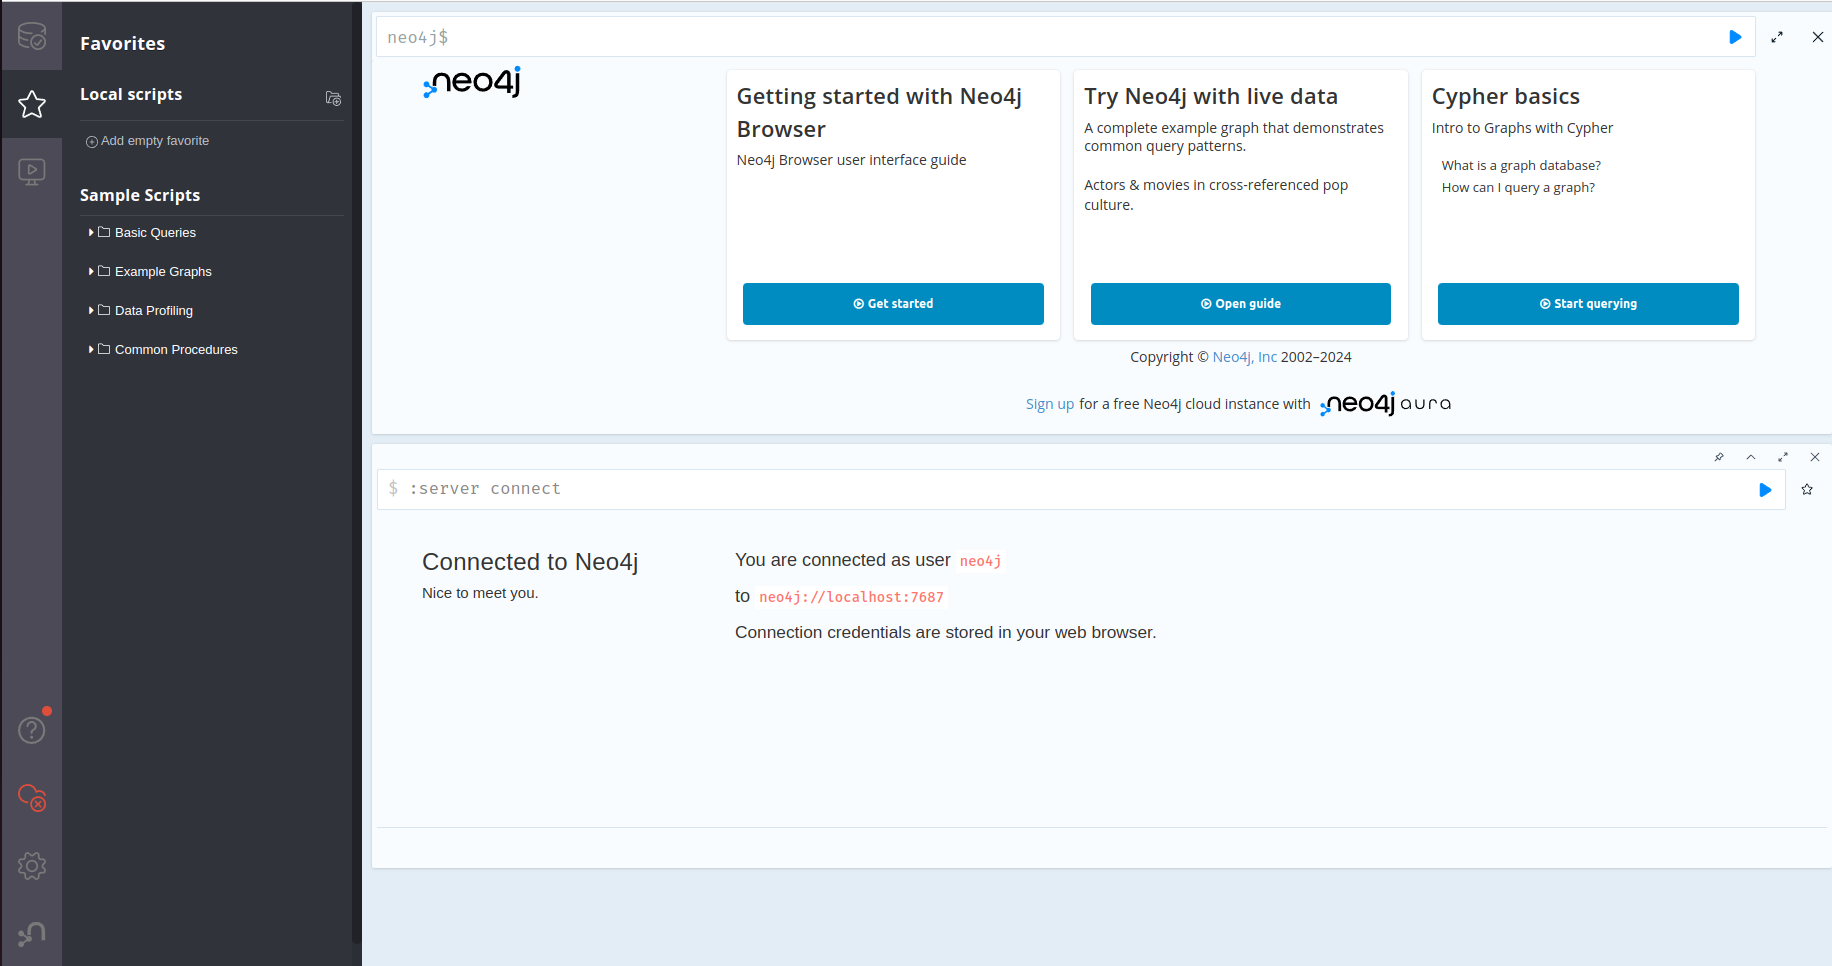 Favorites
Local scripts
Add empty favorite
Sample Scripts
Basic Queries
Example Graphs
Data Profiling
Common Procedures
neo4j$
neo4j
Getting started with Neo4j
Browser
Neo4j Browser user interface guide
Get started
Try Neo4j with live data
A complete example graph that demonstrates
common query patterns.
Actors & movies in cross-referenced pop
culture.
Open guide
Cypher basics
Intro to Graphs with Cypher
What is a graph database?
How can I query a graph?
Start querying
Copyright © Neo4j, Inc 2002–2024
Sign up for a free Neo4j cloud instance with neo4j aura
$ :server connect
Connected to Neo4j
Nice to meet you.
You are connected as user neo4j
to neo4j://localhost:7687
Connection credentials are stored in your web browser.